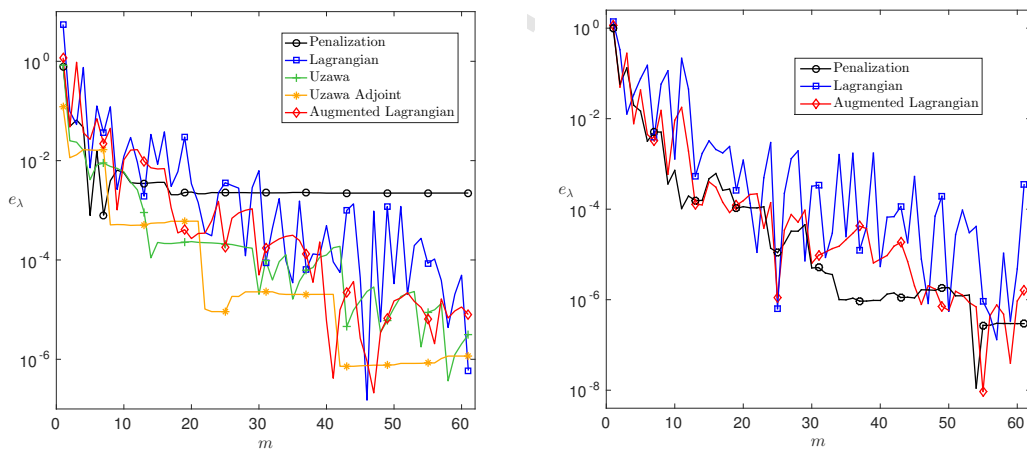 10^0
10^-2
e_λ
10^-4
10^-6
0 10 20 30 40 50 60
m
Penalization
Lagrangian
Uzawa
Uzawa Adjoint
Augmented Lagrangian
10^0
10^-2
e_λ
10^-4
10^-6
10^-8
0 10 20 30 40 50 60
m
Penalization
Lagrangian
Augmented Lagrangian